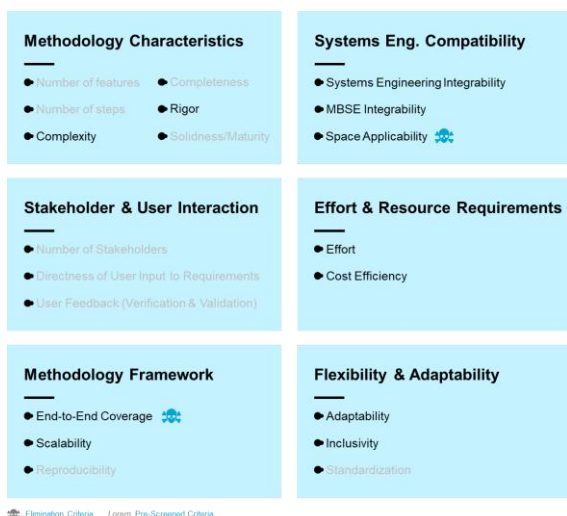 Methodology Characteristics
Number of features
Completeness
Number of steps
Rigor
Complexity
Solidness/Maturity
Systems Eng. Compatibility
Systems Engineering Integrability
MBSE Integrability
Space Applicability
Stakeholder & User Interaction
Number of Stakeholders
Directness of User Input to Requirements
User Feedback (Verification & Validation)
Effort & Resource Requirements
Effort
Cost Efficiency
Methodology Framework
End-to-End Coverage
Scalability
Reproducibility
Flexibility & Adaptability
Adaptability
Inclusivity
Standardization
Elimination Criteria Lorem Pre-Screened Criteria